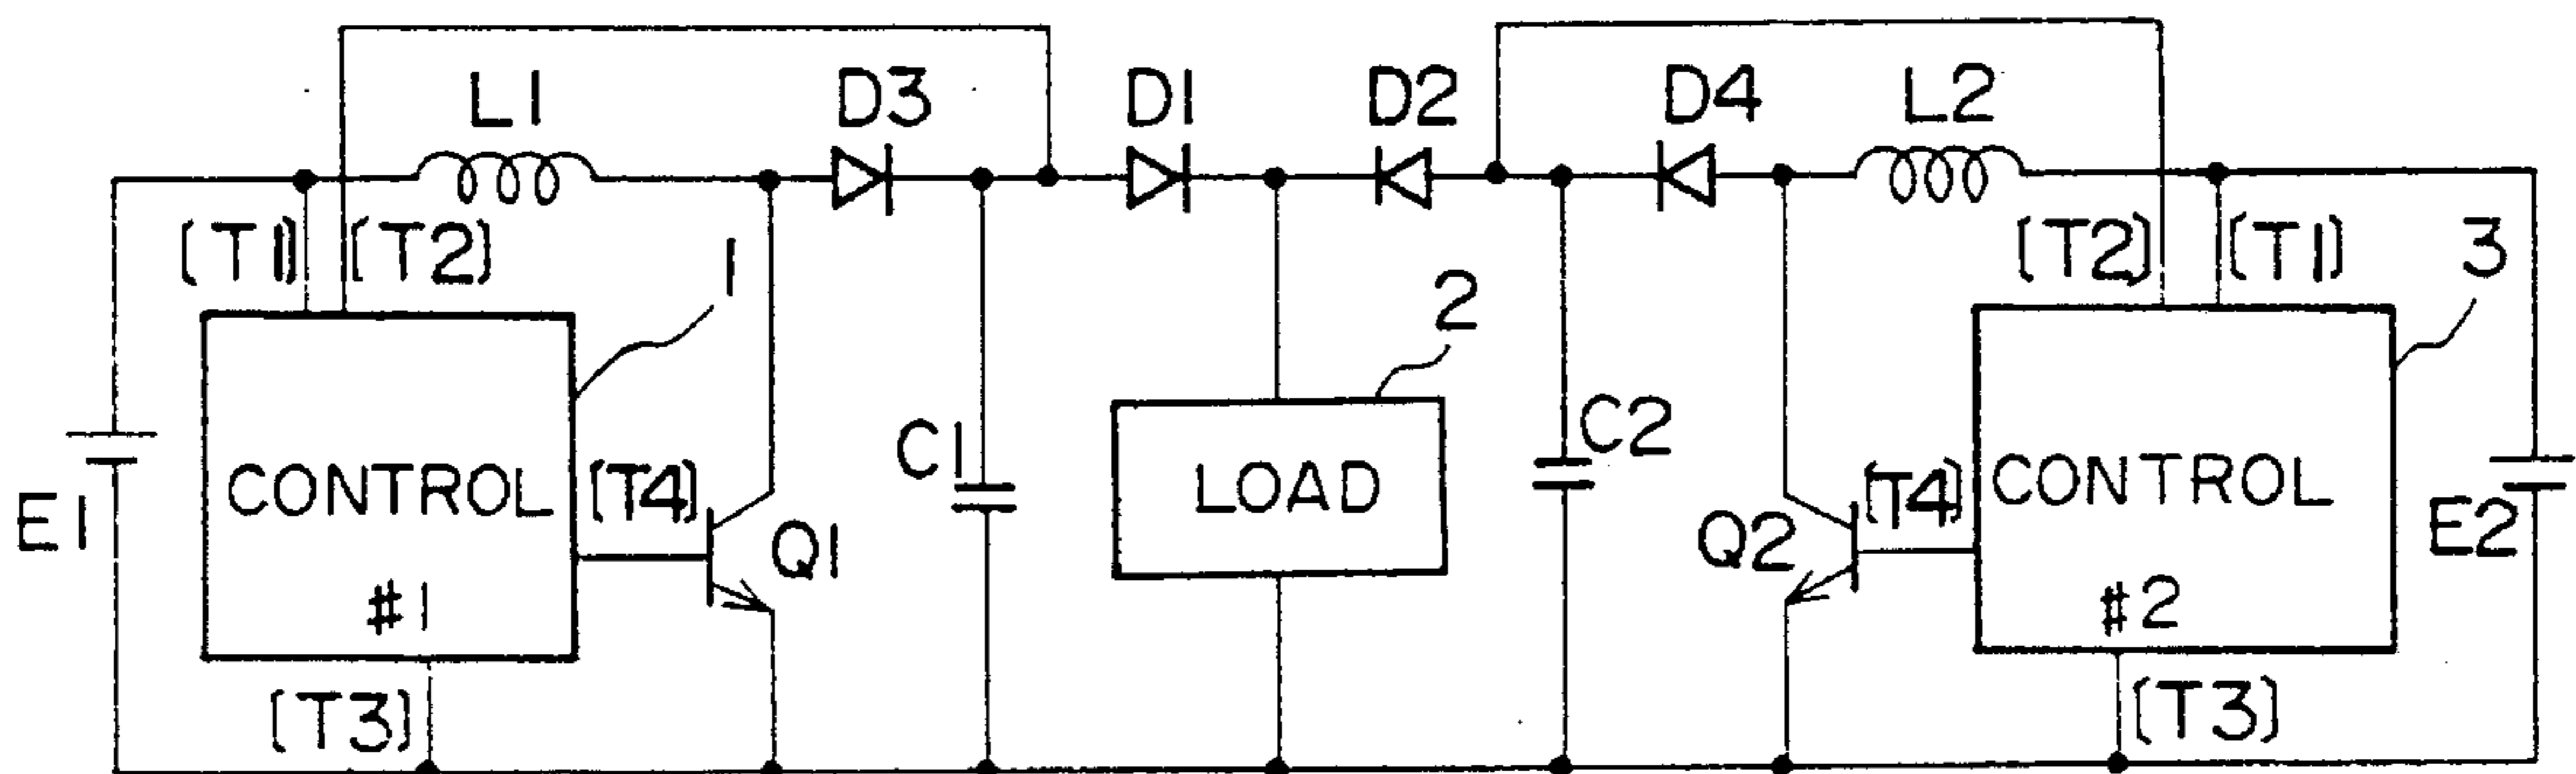 L1 D3 D1 D2 D4 L2
[T1] [T2] 1 2 [T2] [T1] 3
E1 CONTROL #1 [T4] Q1 C1 LOAD C2 Q2 [T4] CONTROL #2 E2
[T3] [T3]